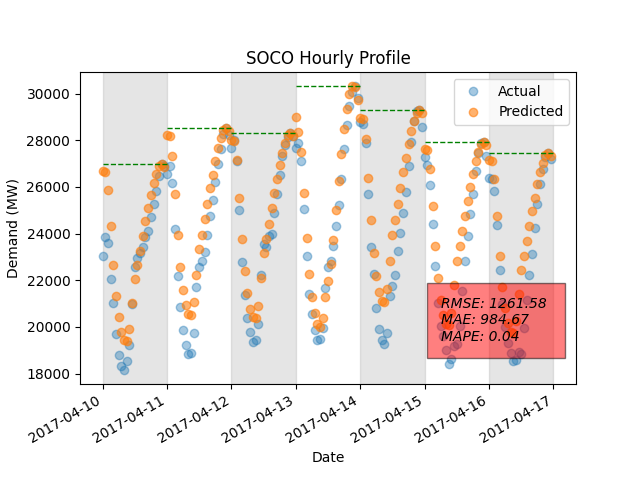 SOCO Hourly Profile
Actual
Predicted
30000
28000
26000
24000
22000
20000
18000
Demand (MW)
RMSE: 1261.58
MAE: 984.67
MAPE: 0.04
2017-04-10
2017-04-11
2017-04-12
2017-04-13
2017-04-14
2017-04-15
2017-04-16
2017-04-17
Date